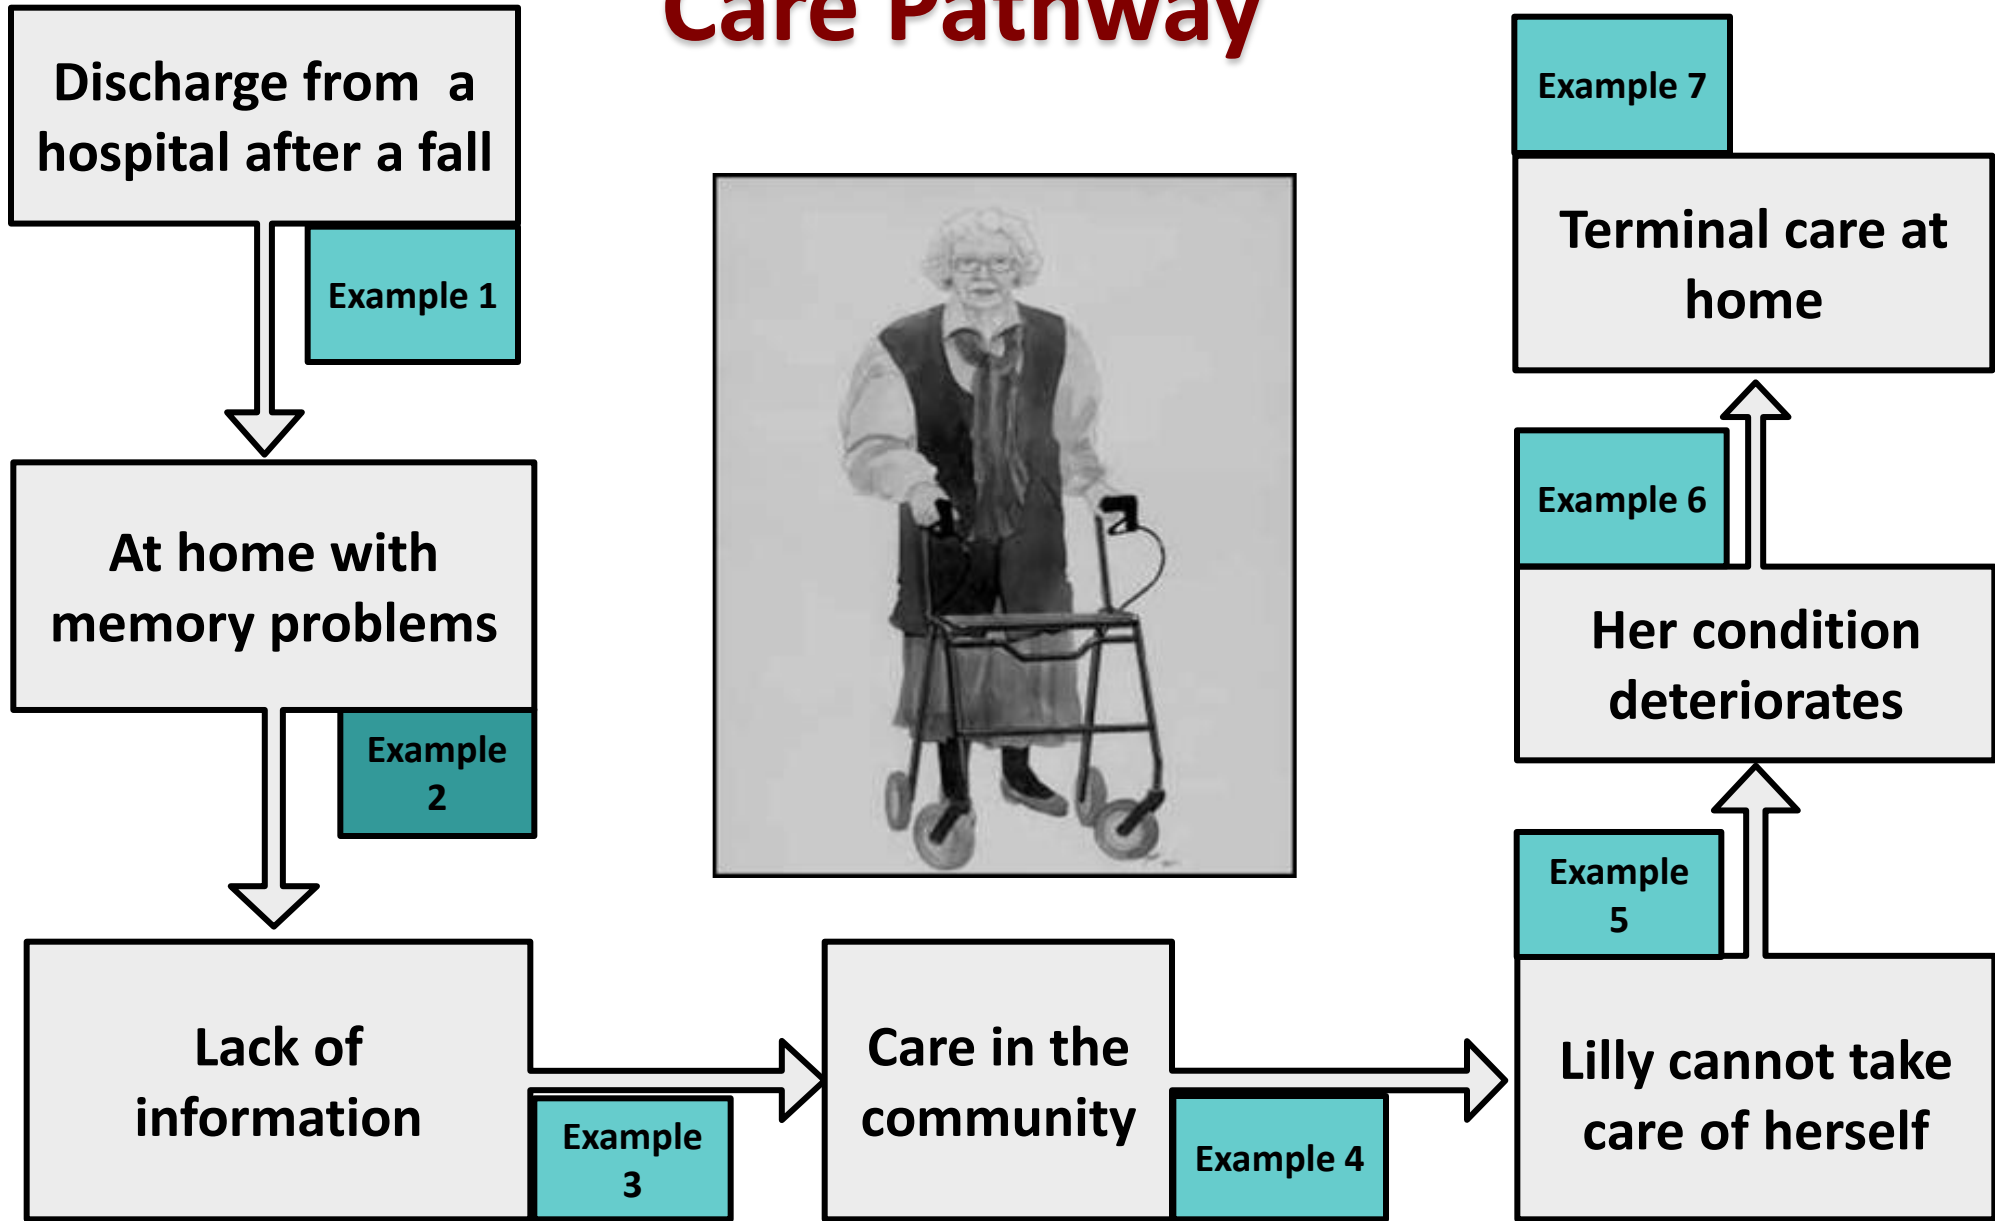 Care Pathway
Discharge from a
hospital after a fall
Example 1
At home with
memory problems
Example
2
Lack of
information
Example
3
Care in the
community
Example 4
Lilly cannot take
care of herself
Example
5
Her condition
deteriorates
Example 6
Terminal care at
home
Example 7